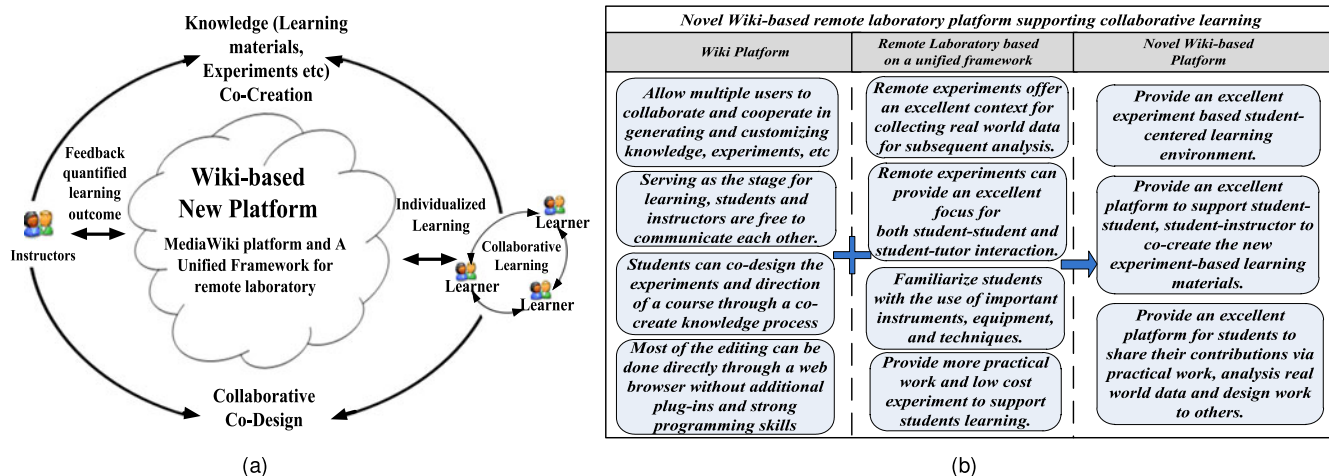 Knowledge (Learning
materials,
Experiments etc)
Co-Creation
Feedback
quantified
learning
outcome
Instructors
Wiki-based
New Platform
MediaWiki platform and A
Unified Framework for
remote laboratory
Individualized
Learning
Learner
Collaborative
Learning
Learner
Learner
Collaborative
Co-Design
(a)
Novel Wiki-based remote laboratory platform supporting collaborative learning
Wiki Platform
Allow multiple users to
collaborate and cooperate in
generating and customizing
knowledge, experiments, etc
Serving as the stage for
learning, students and
instructors are free to
communicate each other.
Students can co-design the
experiments and direction
of a course through a co-
create knowledge process
Most of the editing can be
done directly through a web
browser without additional
plug-ins and strong
programming skills
Remote Laboratory based
on a unified framework
Remote experiments offer
an excellent context for
collecting real world data
for subsequent analysis.
Remote experiments can
provide an excellent
focus for
both student-student and
student-tutor interaction.
Familiarize students
with the use of important
instruments, equipment,
and techniques.
Provide more practical
work and low cost
experiment to support
students learning.
Novel Wiki-based
Platform
Provide an excellent
experiment based student-
centered learning
environment.
Provide an excellent
platform to support student-
student, student-instructor to
co-create the new
experiment-based learning
materials.
Provide an excellent
platform for students to
share their contributions via
practical work, analysis real
world data and design work
to others.
(b)